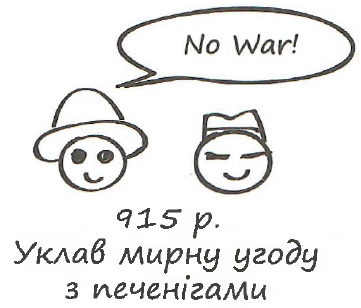 No War!
915 р.
Уклав мирну угоду
з печенігами